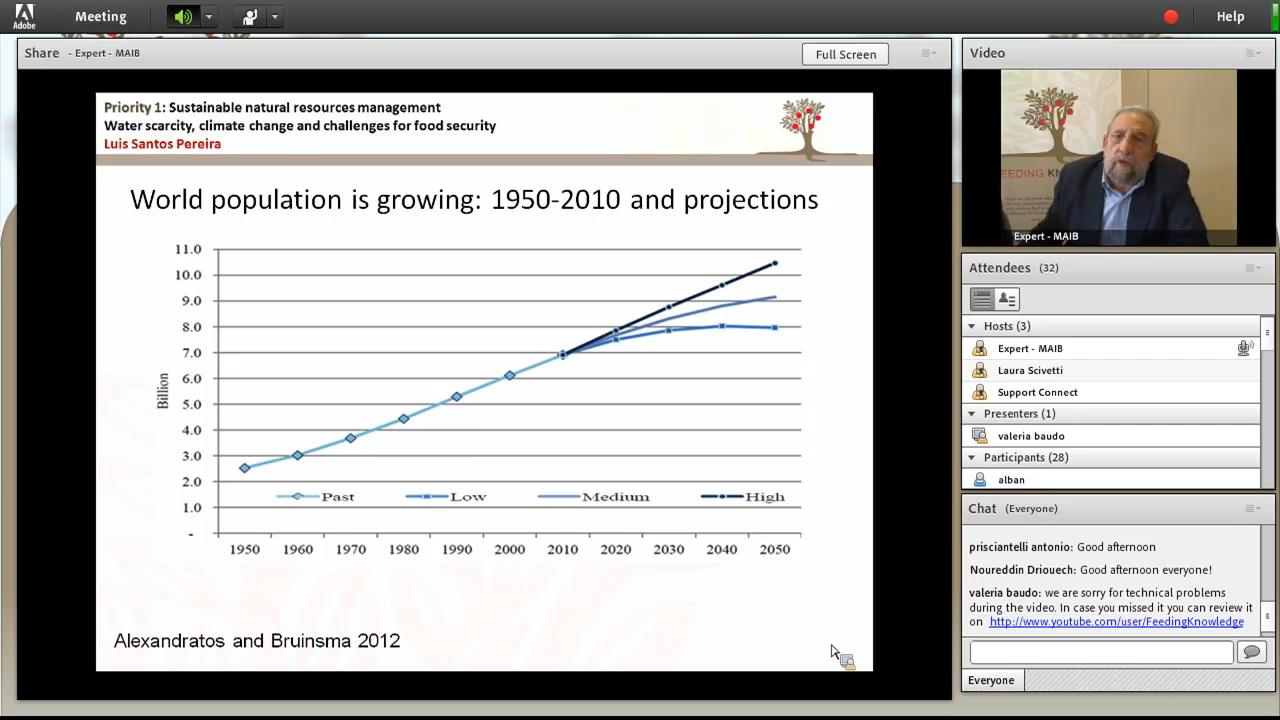 Adobe
Meeting
Help
Share - Expert - MAIB
Full Screen
Priority 1: Sustainable natural resources management
Water scarcity, climate change and challenges for food security
Luis Santos Pereira
World population is growing: 1950-2010 and projections
11.0
10.0
9.0
8.0
7.0
6.0
5.0
4.0
3.0
2.0
1.0
-
Billion
Past
Low
Medium
High
1950 1960 1970 1980 1990 2000 2010 2020 2030 2040 2050
Alexandratos and Bruinsma 2012
Video
EEDING KN
Expert - MAIB
Attendees (32)
Hosts (3)
Expert - MAIB
Laura Scivetti
Support Connect
Presenters (1)
valeria baudo
Participants (28)
alban
Chat (Everyone)
prisciantelli antonio: Good afternoon
Noureddin Driouech: Good afternoon everyone!
valeria baudo: we are sorry for technical problems
during the video. In case you missed it you can review it
on http://www.youtube.com/user/FeedingKnowledge
Everyone